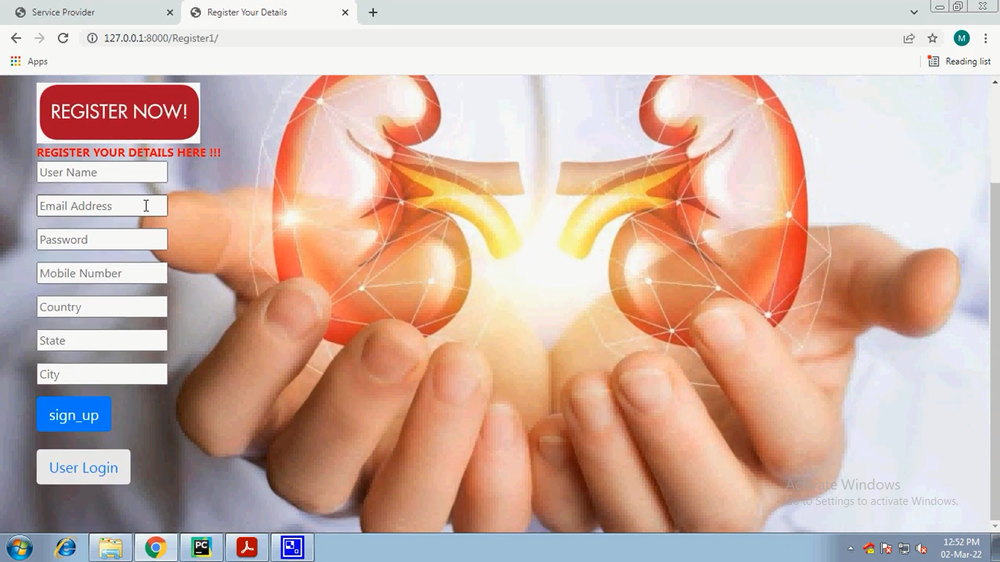 Service Provider
Register Your Details
127.0.0.1:8000/Register1/
M
Apps
Reading list
REGISTER NOW!
REGISTER YOUR DETAILS HERE !!!
User Name
Email Address
Password
Mobile Number
Country
State
City
sign_up
User Login
Activate Windows
Go to Settings to activate Windows.
PC
12:52 PM
02-Mar-22